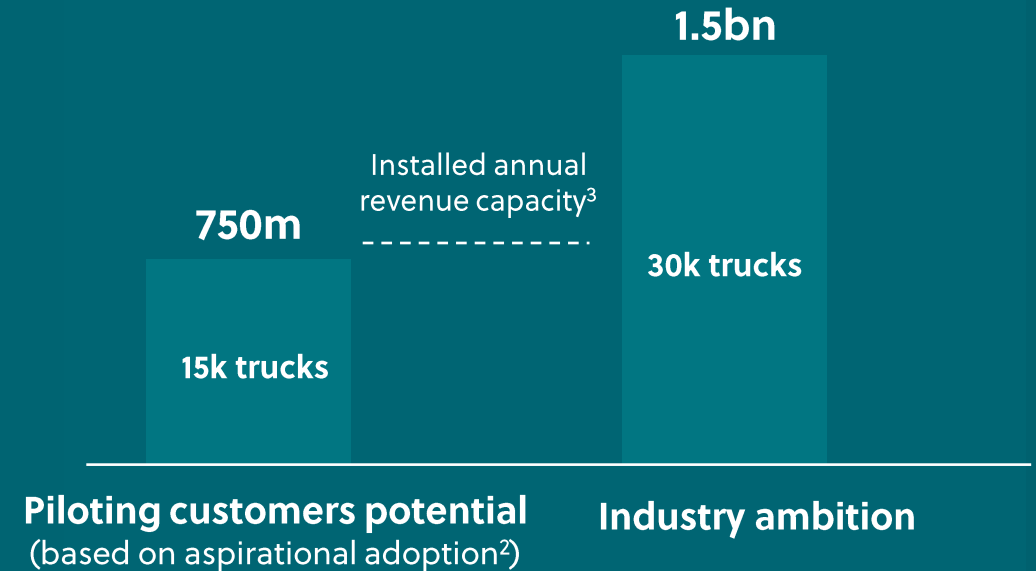 1.5bn
Installed annual
revenue capacity³
750m
30k trucks
15k trucks
Piloting customers potential
(based on aspirational adoption²)
Industry ambition